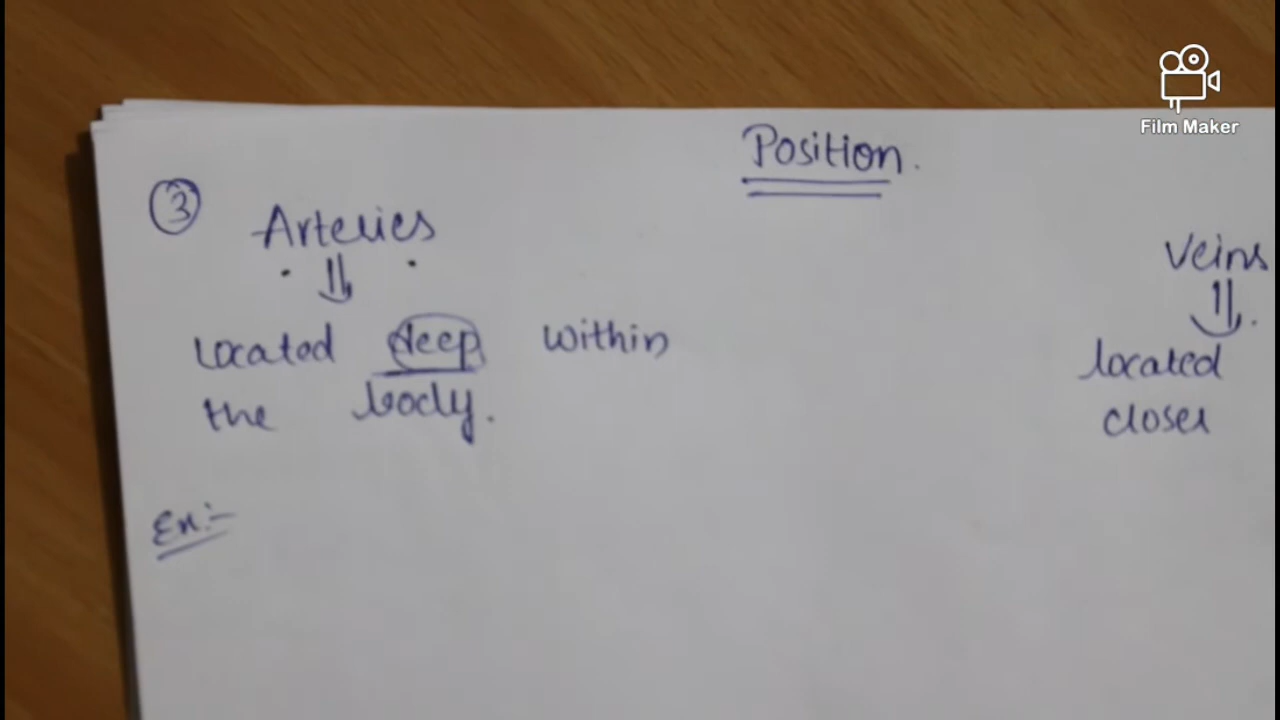 Film Maker
Position.
③
Arteries
Veins
⇓
⇓
Located deep within
the body.
located
closer
Ex:-